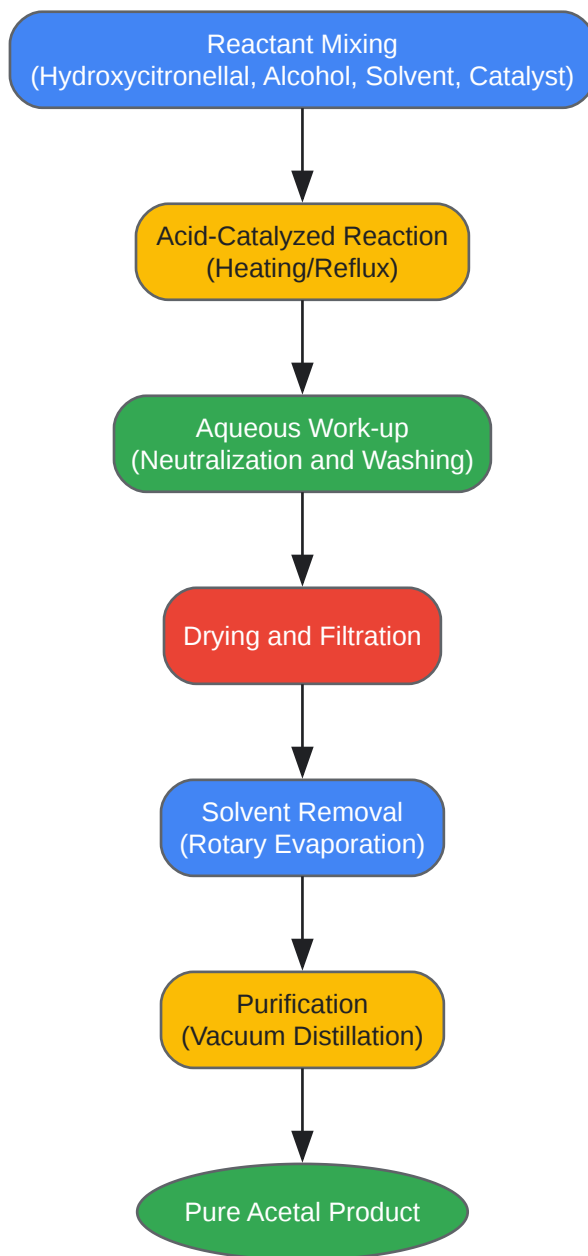 Reactant Mixing
(Hydroxycitronellal, Alcohol, Solvent, Catalyst)
Acid-Catalyzed Reaction
(Heating/Reflux)
Aqueous Work-up
(Neutralization and Washing)
Drying and Filtration
Solvent Removal
(Rotary Evaporation)
Purification
(Vacuum Distillation)
Pure Acetal Product